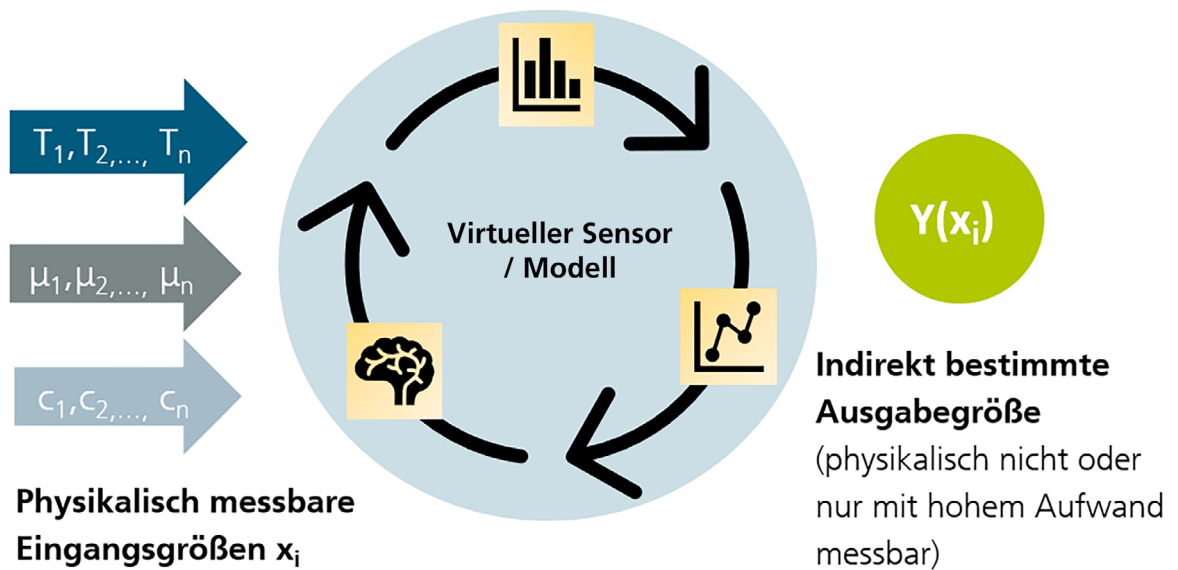 T₁,T₂,..., Tₙ
μ₁,μ₂,..., μₙ
c₁,c₂,..., cₙ
Physikalisch messbare
Eingangsgrößen xᵢ
Virtueller Sensor
/ Modell
Y(xᵢ)
Indirekt bestimmte
Ausgabegröße
(physikalisch nicht oder
nur mit hohem Aufwand
messbar)